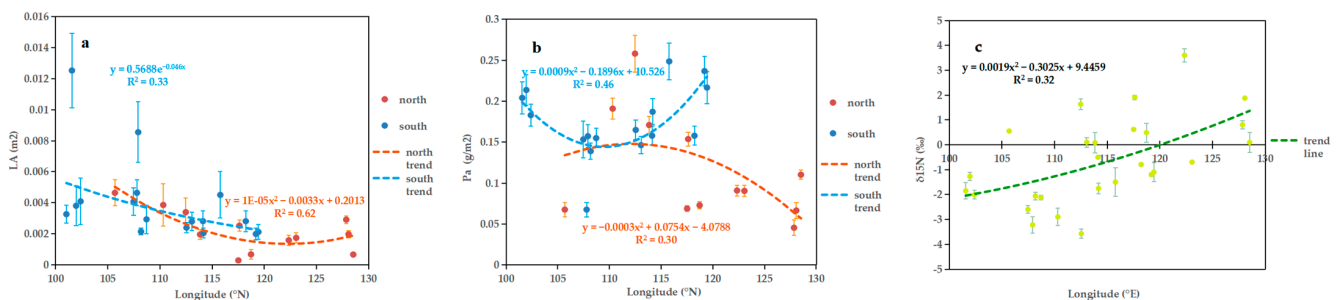 0.016
0.014
0.012
0.01
0.008
0.006
0.004
0.002
0
LA (m2)
a
y = 0.5688e^−0.046x
R² = 0.33
y = 1E-05x² − 0.0033x + 0.2013
R² = 0.62
100 105 110 115 120 125 130
Longitude (°N)
north
south
north
trend
south
trend
0.3
0.25
0.2
0.15
0.1
0.05
0
Pa (g/m2)
b
y = 0.0009x² − 0.1896x + 10.526
R² = 0.46
y = −0.0003x² + 0.0754x − 4.0788
R² = 0.30
100 105 110 115 120 125 130
Longitude (°N)
north
south
north
trend
south
trend
5
4
3
2
1
0
-1
-2
-3
-4
-5
δ15N (‰)
c
y = 0.0019x² − 0.3025x + 9.4459
R² = 0.32
100 105 110 115 120 125 130
Longitude (°E)
trend
line